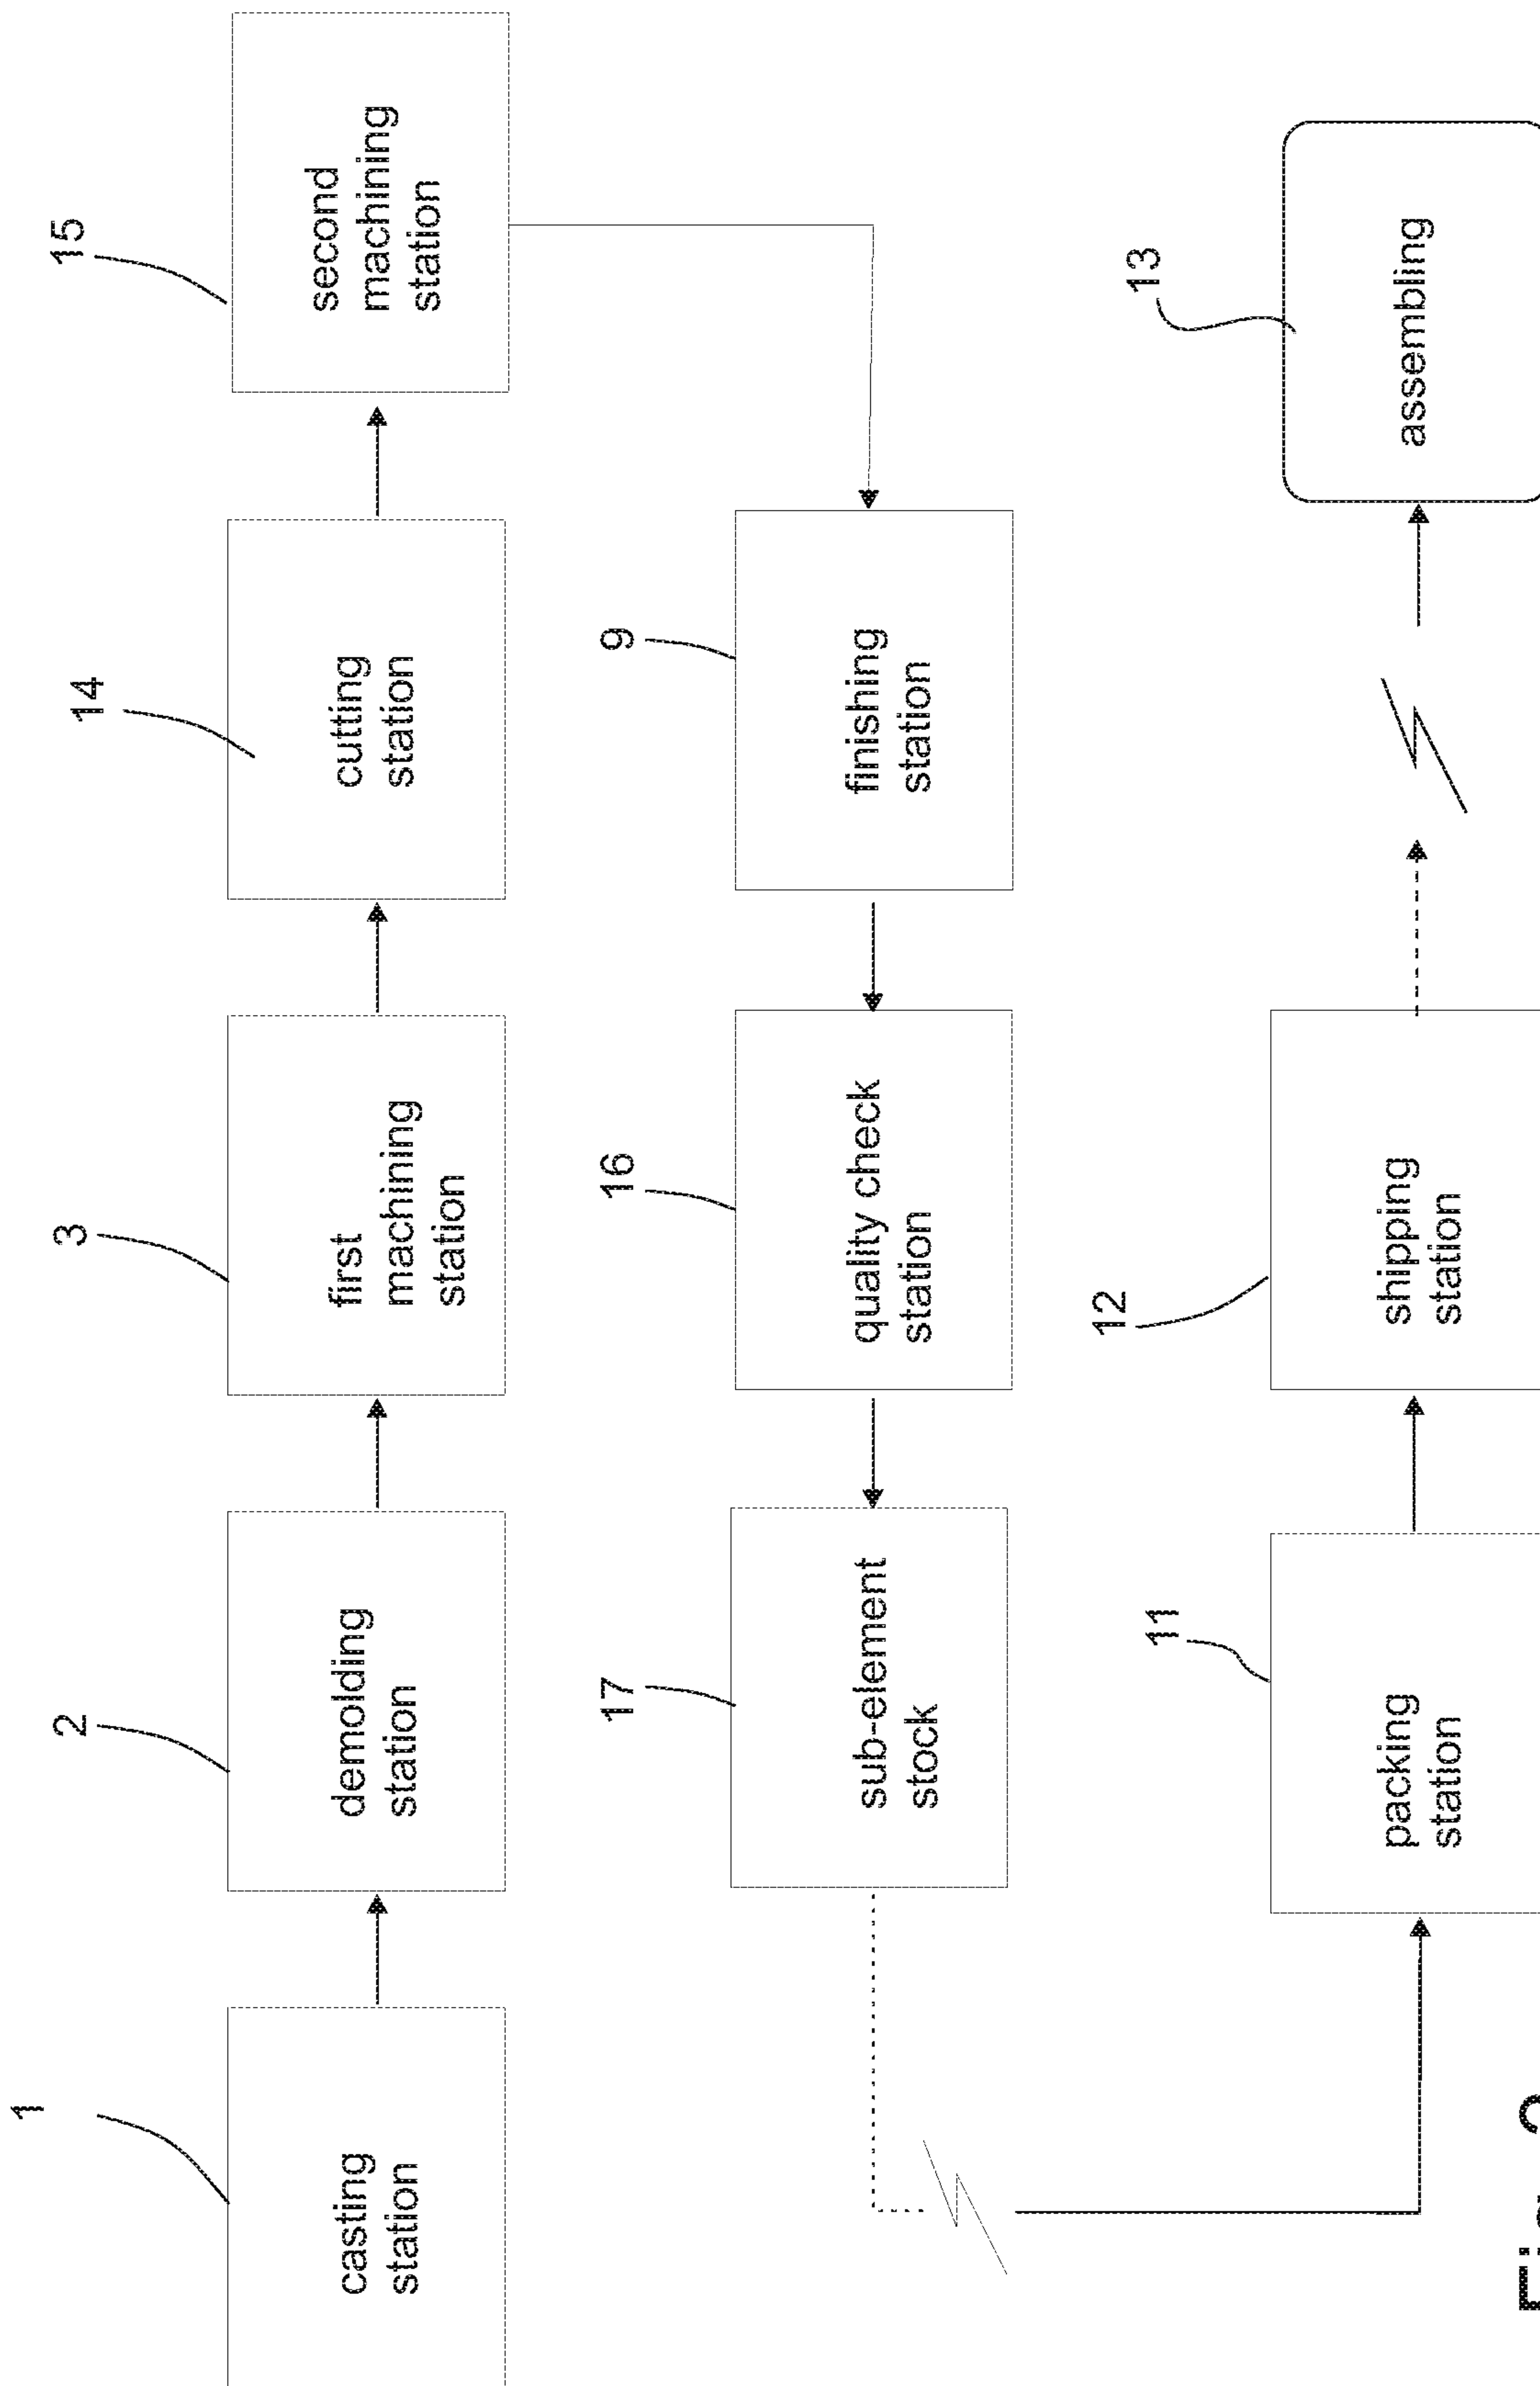 1
casting
station
2
demolding
station
3
first
machining
station
14
cutting
station
15
second
machining
station
9
finishing
station
16
quality check
station
17
sub-element
stock
11
packing
station
12
shipping
station
13
assembling